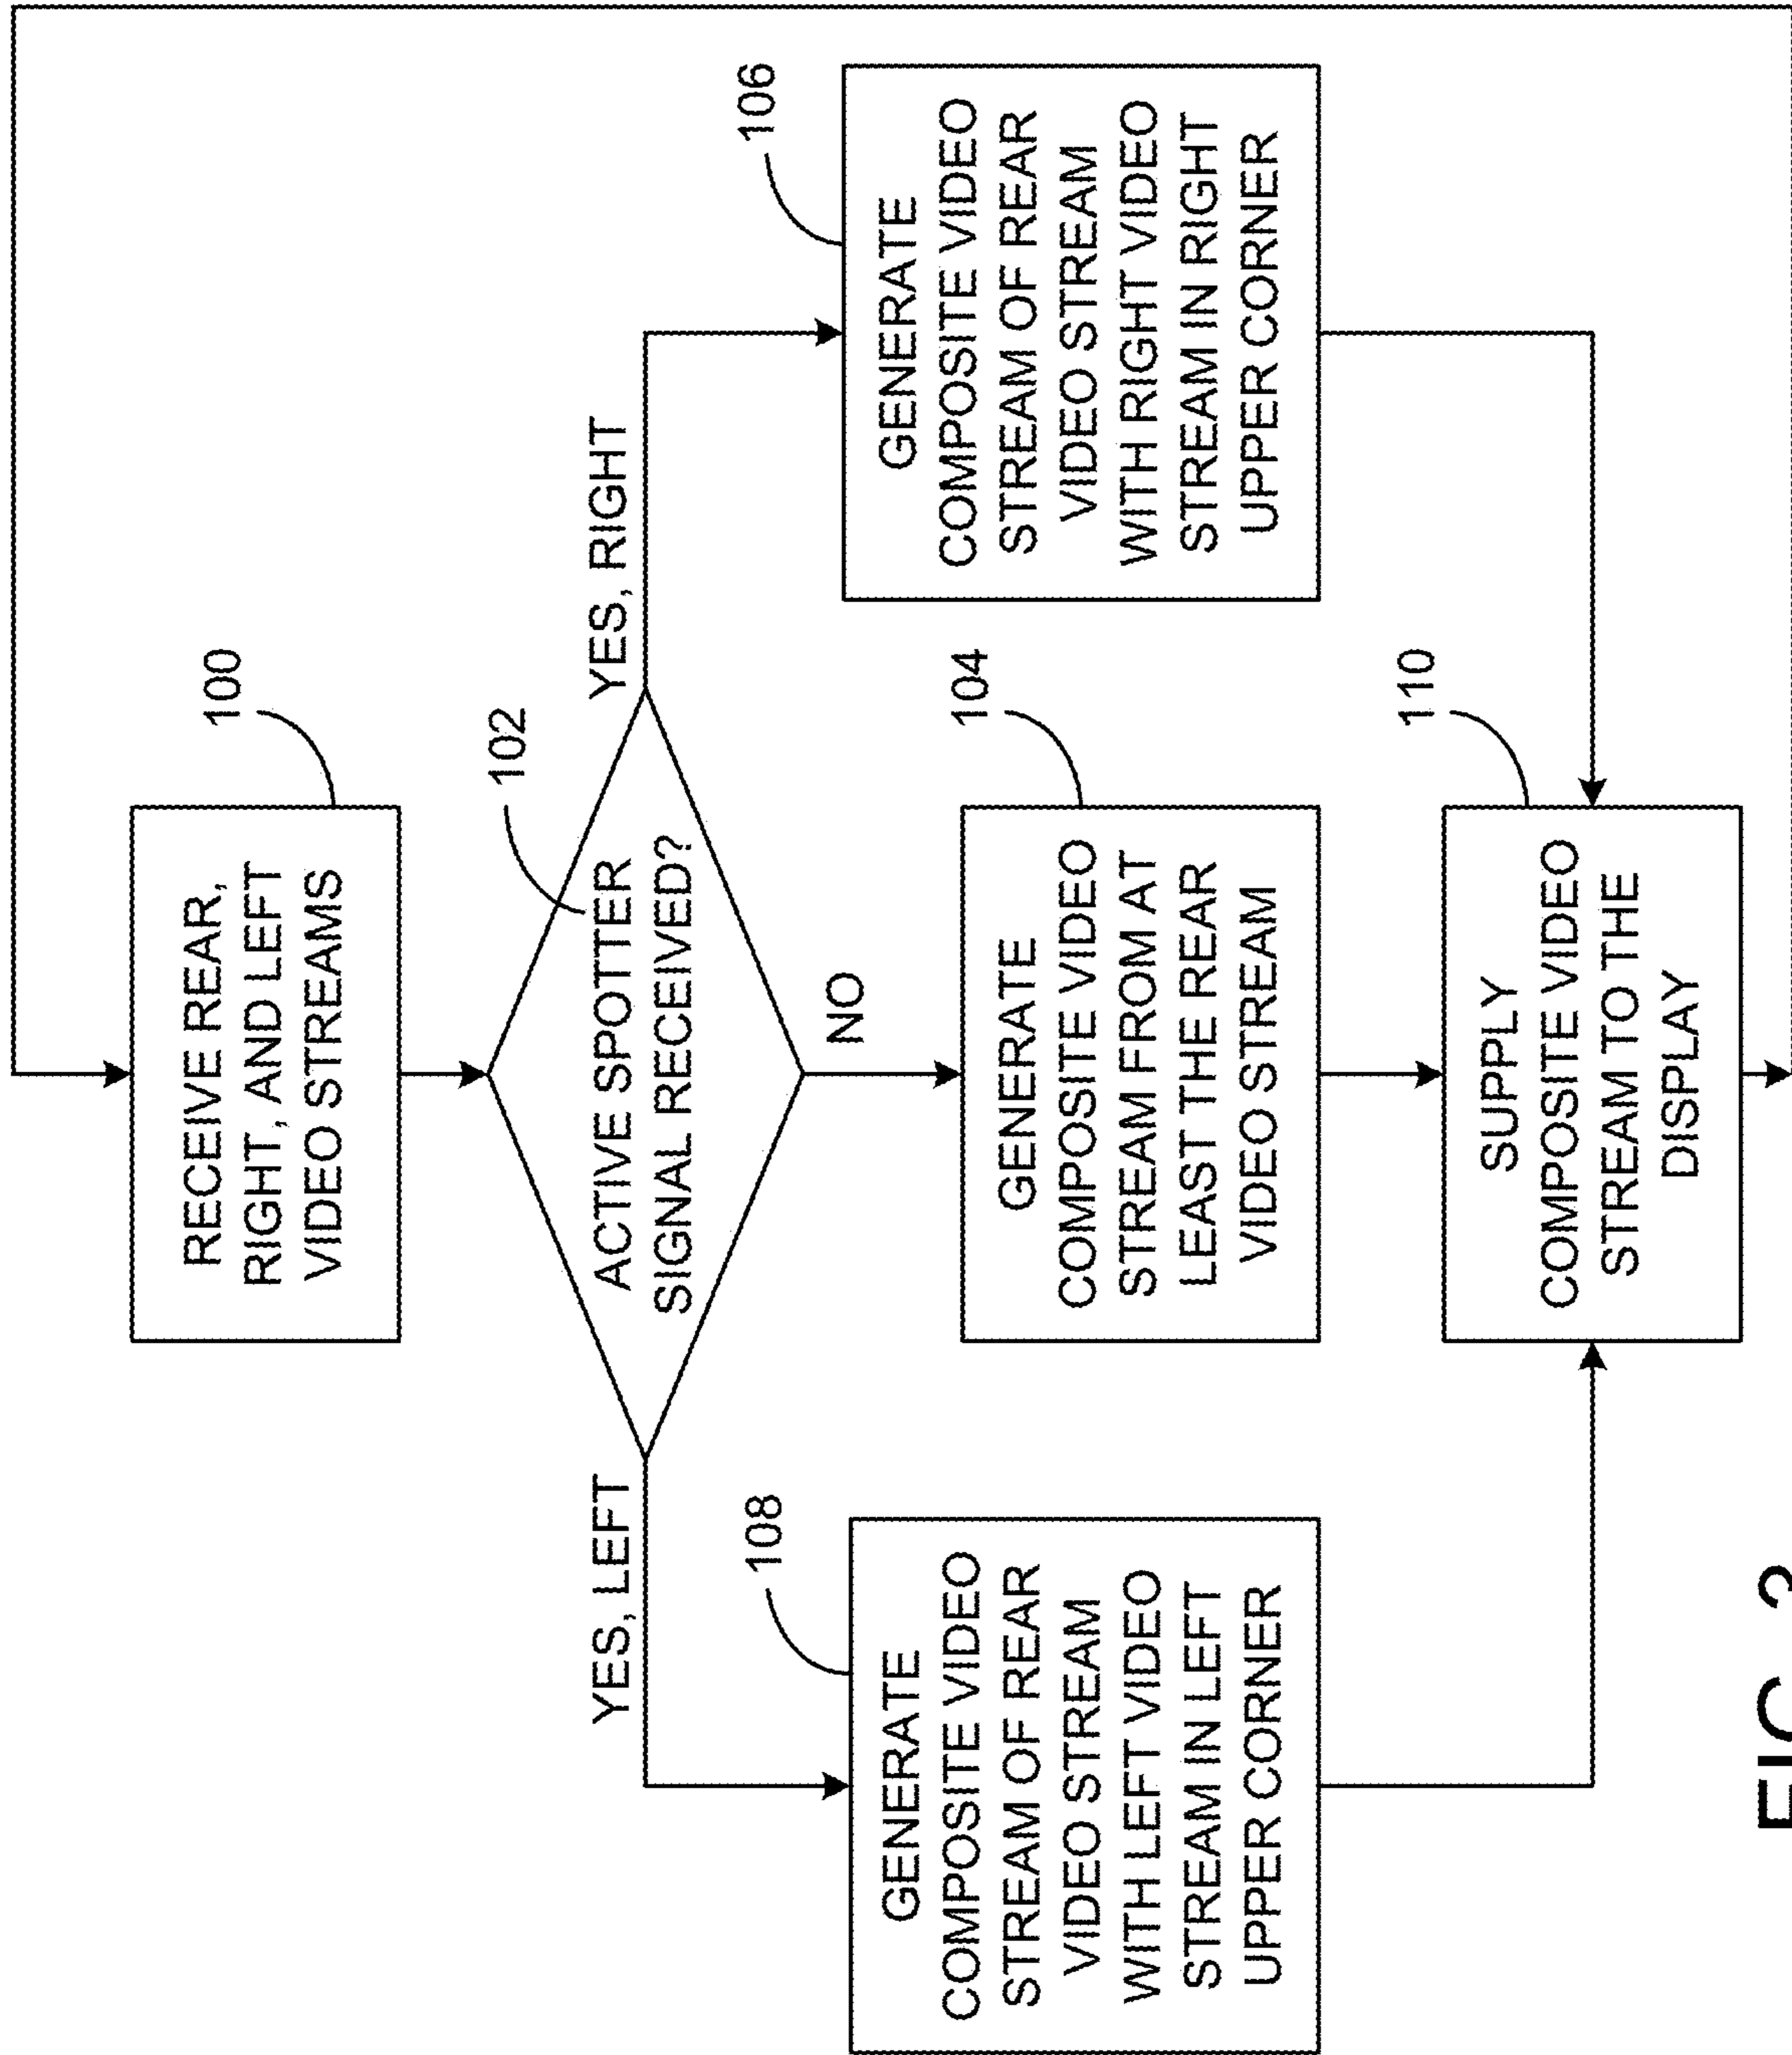 100
RECEIVE REAR,
RIGHT, AND LEFT
VIDEO STREAMS
102
ACTIVE SPOTTER
SIGNAL RECEIVED?
YES, LEFT
NO
YES, RIGHT
108
GENERATE
COMPOSITE VIDEO
STREAM OF REAR
VIDEO STREAM
WITH LEFT VIDEO
STREAM IN LEFT
UPPER CORNER
104
GENERATE
COMPOSITE VIDEO
STREAM FROM AT
LEAST THE REAR
VIDEO STREAM
106
GENERATE
COMPOSITE VIDEO
STREAM OF REAR
VIDEO STREAM
WITH RIGHT VIDEO
STREAM IN RIGHT
UPPER CORNER
110
SUPPLY
COMPOSITE VIDEO
STREAM TO THE
DISPLAY
FIG.